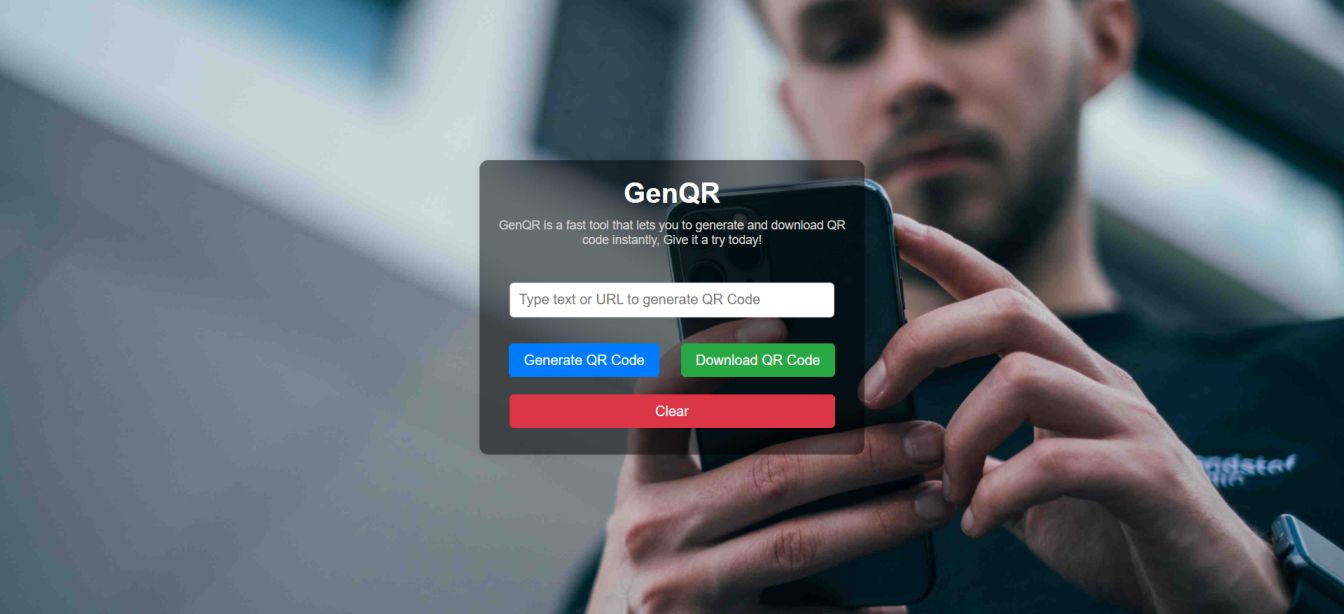 GenQR
GenQR is a fast tool that lets you to generate and download QR
code instantly, Give it a try today!
Type text or URL to generate QR Code
Generate QR Code
Download QR Code
Clear